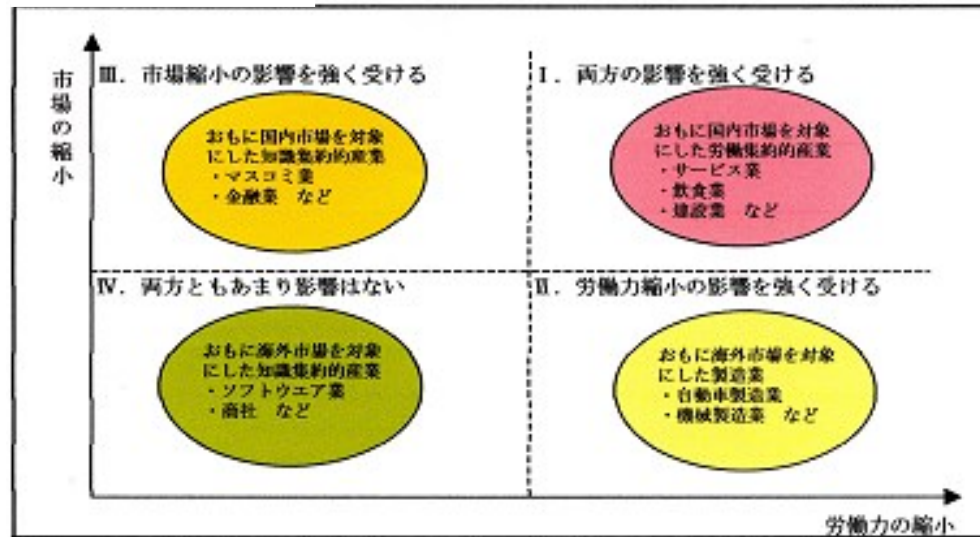 市場の縮小
Ⅲ．市場縮小の影響を強く受ける
おもに国内市場を対象
にした知識集約的産業
・マスコミ業
・金融業 など
Ⅰ．両方の影響を強く受ける
おもに国内市場を対象
にした労働集約的産業
・サービス業
・飲食業
・建設業 など
Ⅳ．両方ともあまり影響はない
おもに海外市場を対象
にした知識集約的産業
・ソフトウエア業
・商社 など
Ⅱ．労働力縮小の影響を強く受ける
おもに海外市場を対象
にした製造業
・自動車製造業
・機械製造業 など
労働力の縮小